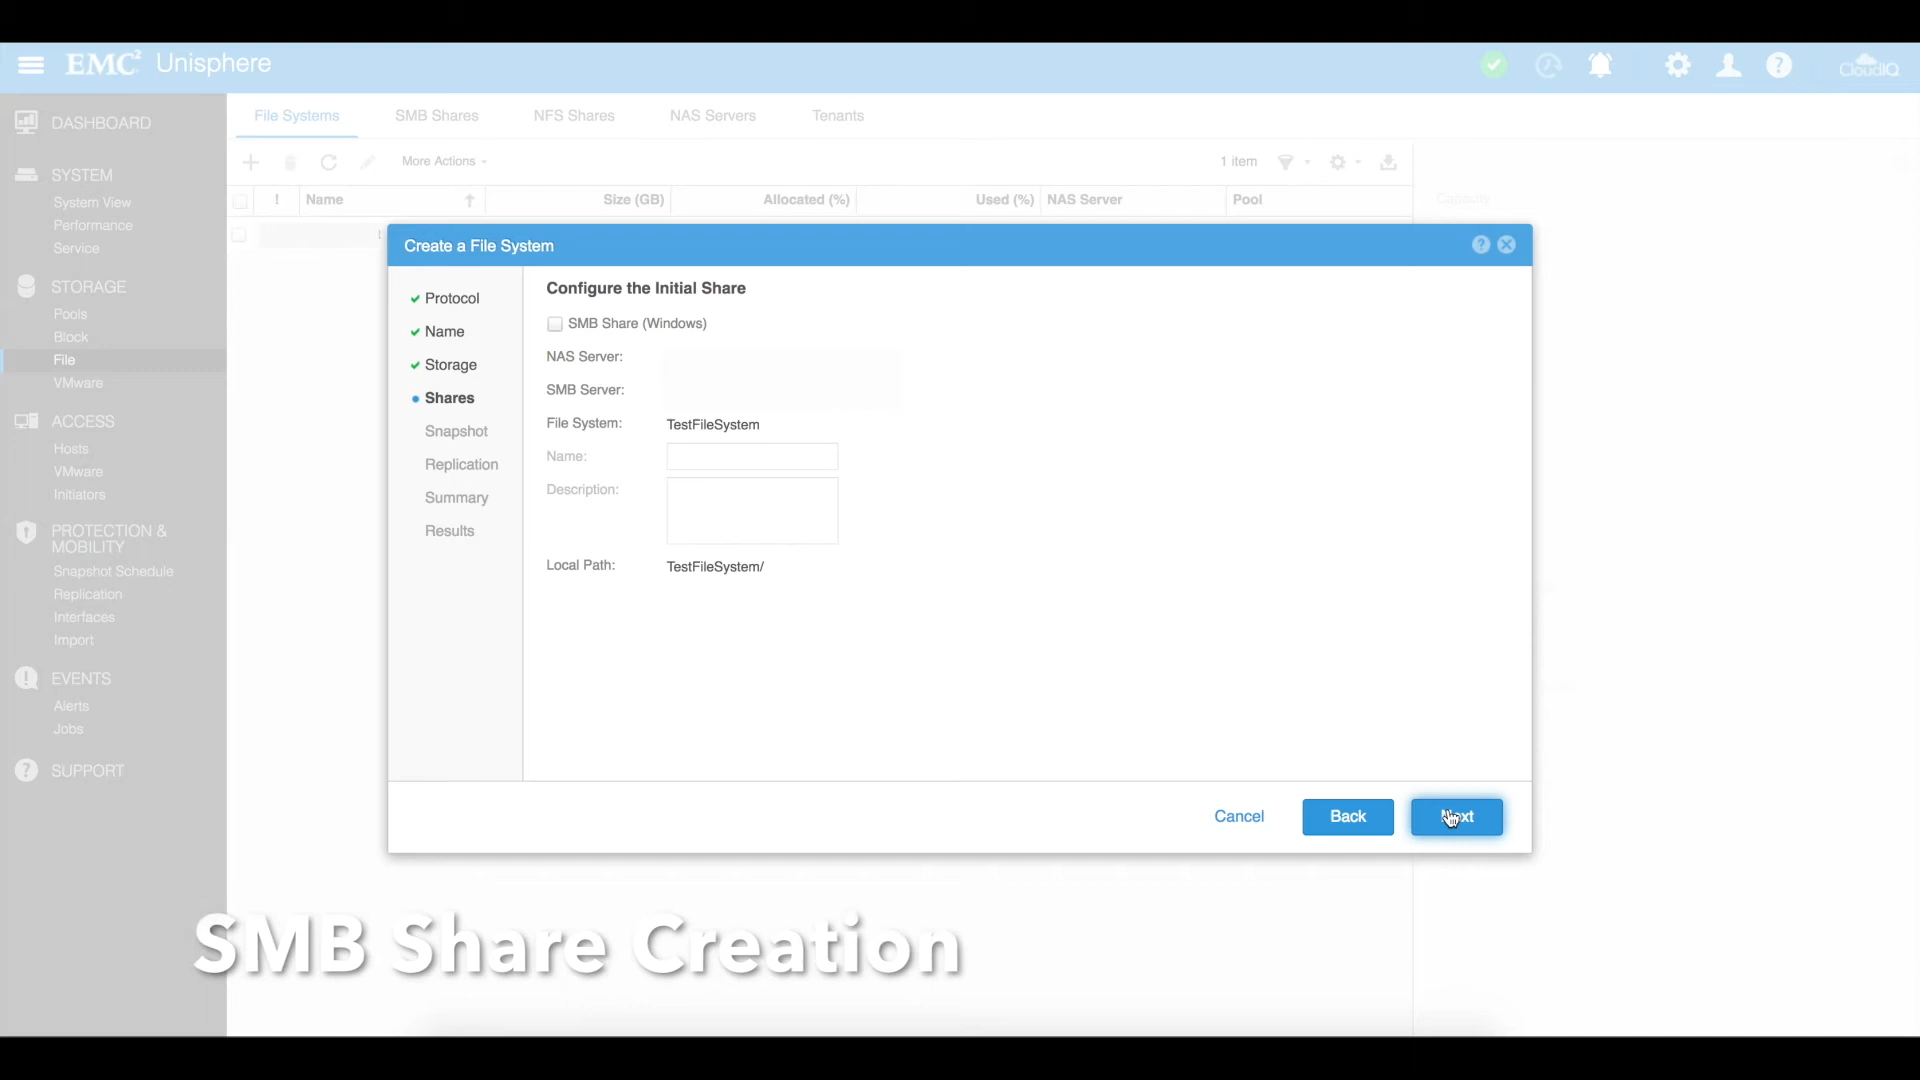 EMC² Unisphere
CloudIQ
DASHBOARD
SYSTEM
System View
Performance
Service
STORAGE
Pools
Block
File
VMware
ACCESS
Hosts
VMware
Initiators
PROTECTION &
MOBILITY
Snapshot Schedule
Replication
Interfaces
Import
EVENTS
Alerts
Jobs
SUPPORT
File Systems SMB Shares NFS Shares NAS Servers Tenants
More Actions 1 item
! Name Size (GB) Allocated (%) Used (%) NAS Server Pool
Capacity
Create a File System
Protocol
Name
Storage
Shares
Snapshot
Replication
Summary
Results
Configure the Initial Share
SMB Share (Windows)
NAS Server:
SMB Server:
File System: TestFileSystem
Name:
Description:
Local Path: TestFileSystem/
Cancel Back Next
SMB Share Creation